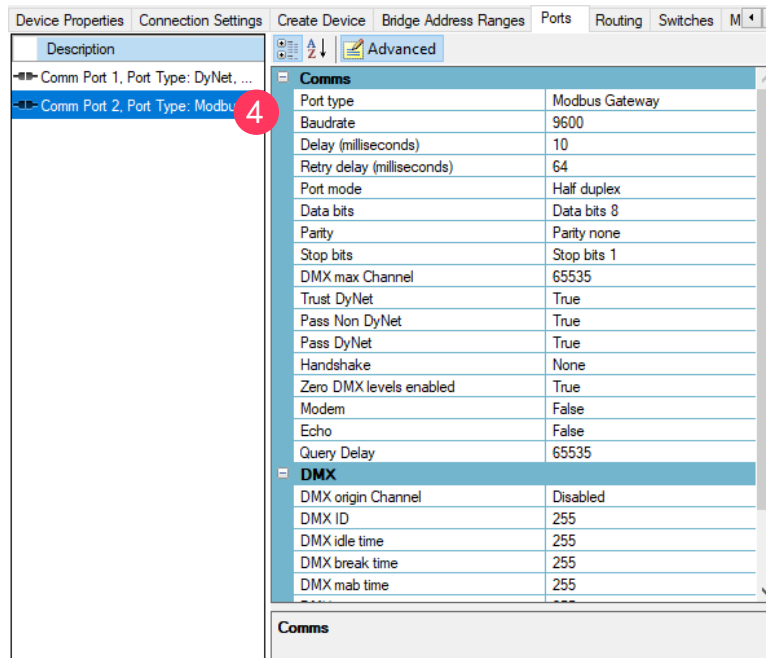 Device Properties Connection Settings Create Device Bridge Address Ranges Ports Routing Switches M
Description
Advanced
Comm Port 1, Port Type: DyNet, ...
Comm Port 2, Port Type: Modbu
4
Comms
Port type Modbus Gateway
Baudrate 9600
Delay (milliseconds) 10
Retry delay (milliseconds) 64
Port mode Half duplex
Data bits Data bits 8
Parity Parity none
Stop bits Stop bits 1
DMX max Channel 65535
Trust DyNet True
Pass Non DyNet True
Pass DyNet True
Handshake None
Zero DMX levels enabled True
Modem False
Echo False
Query Delay 65535
DMX
DMX origin Channel Disabled
DMX ID 255
DMX idle time 255
DMX break time 255
DMX mab time 255
Comms